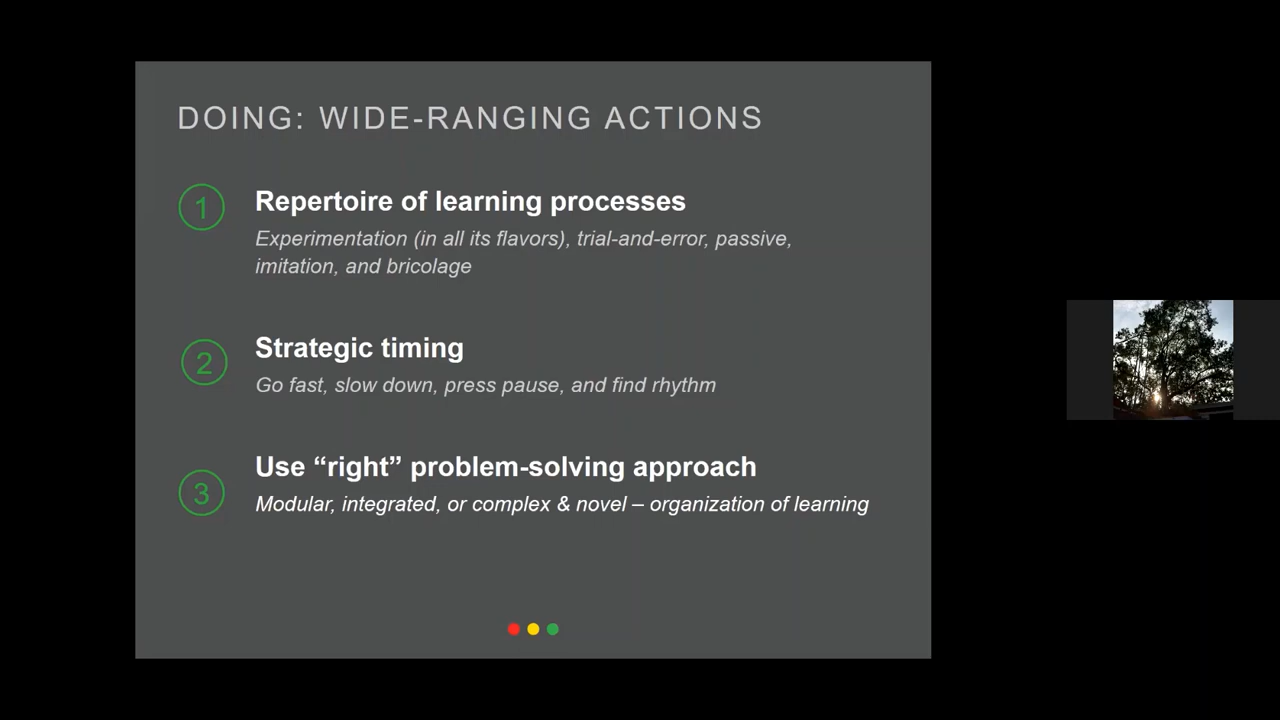 DOING: WIDE-RANGING ACTIONS
1
Repertoire of learning processes
Experimentation (in all its flavors), trial-and-error, passive,
imitation, and bricolage
2
Strategic timing
Go fast, slow down, press pause, and find rhythm
3
Use “right” problem-solving approach
Modular, integrated, or complex & novel – organization of learning